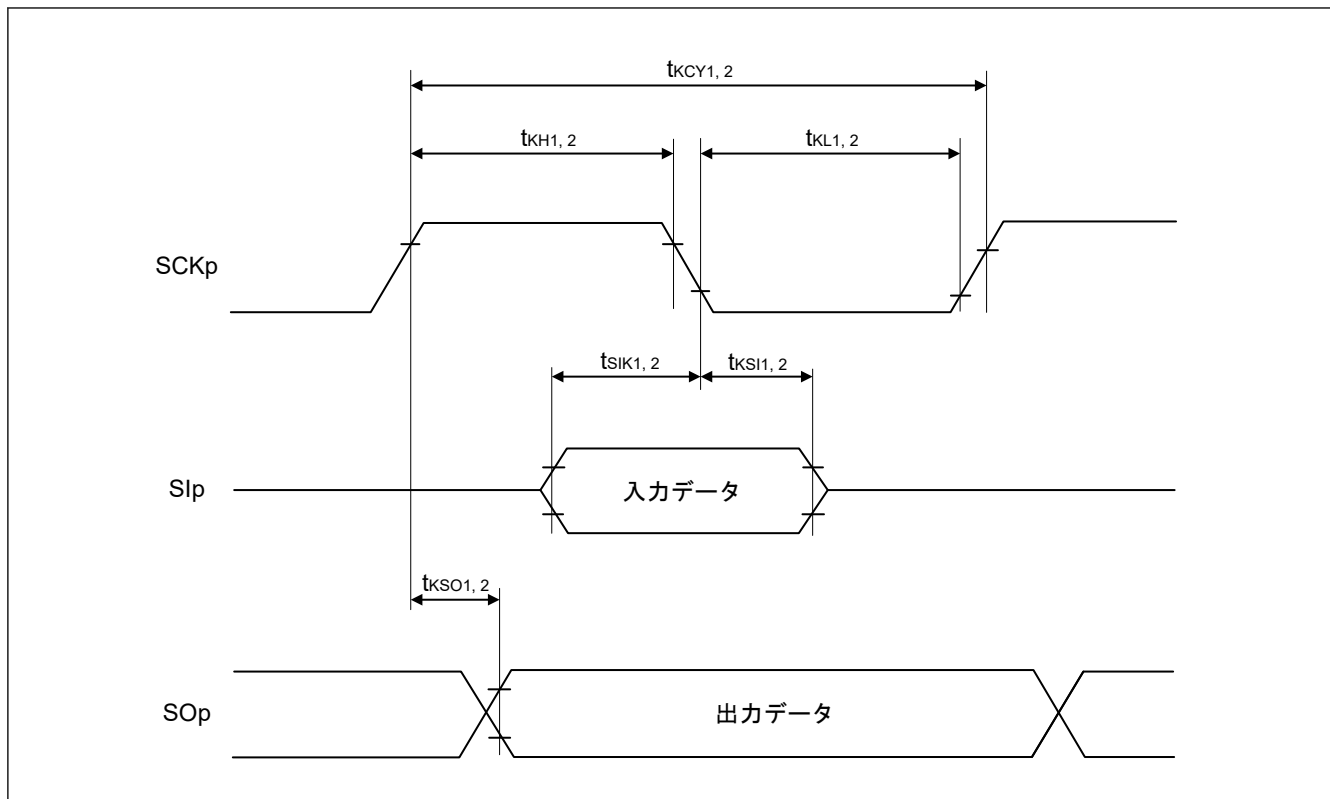 tKCY1, 2
tKH1, 2
tKL1, 2
SCKp
tSIK1, 2
tKSI1, 2
SIp
入力データ
tKSO1, 2
SOp
出力データ